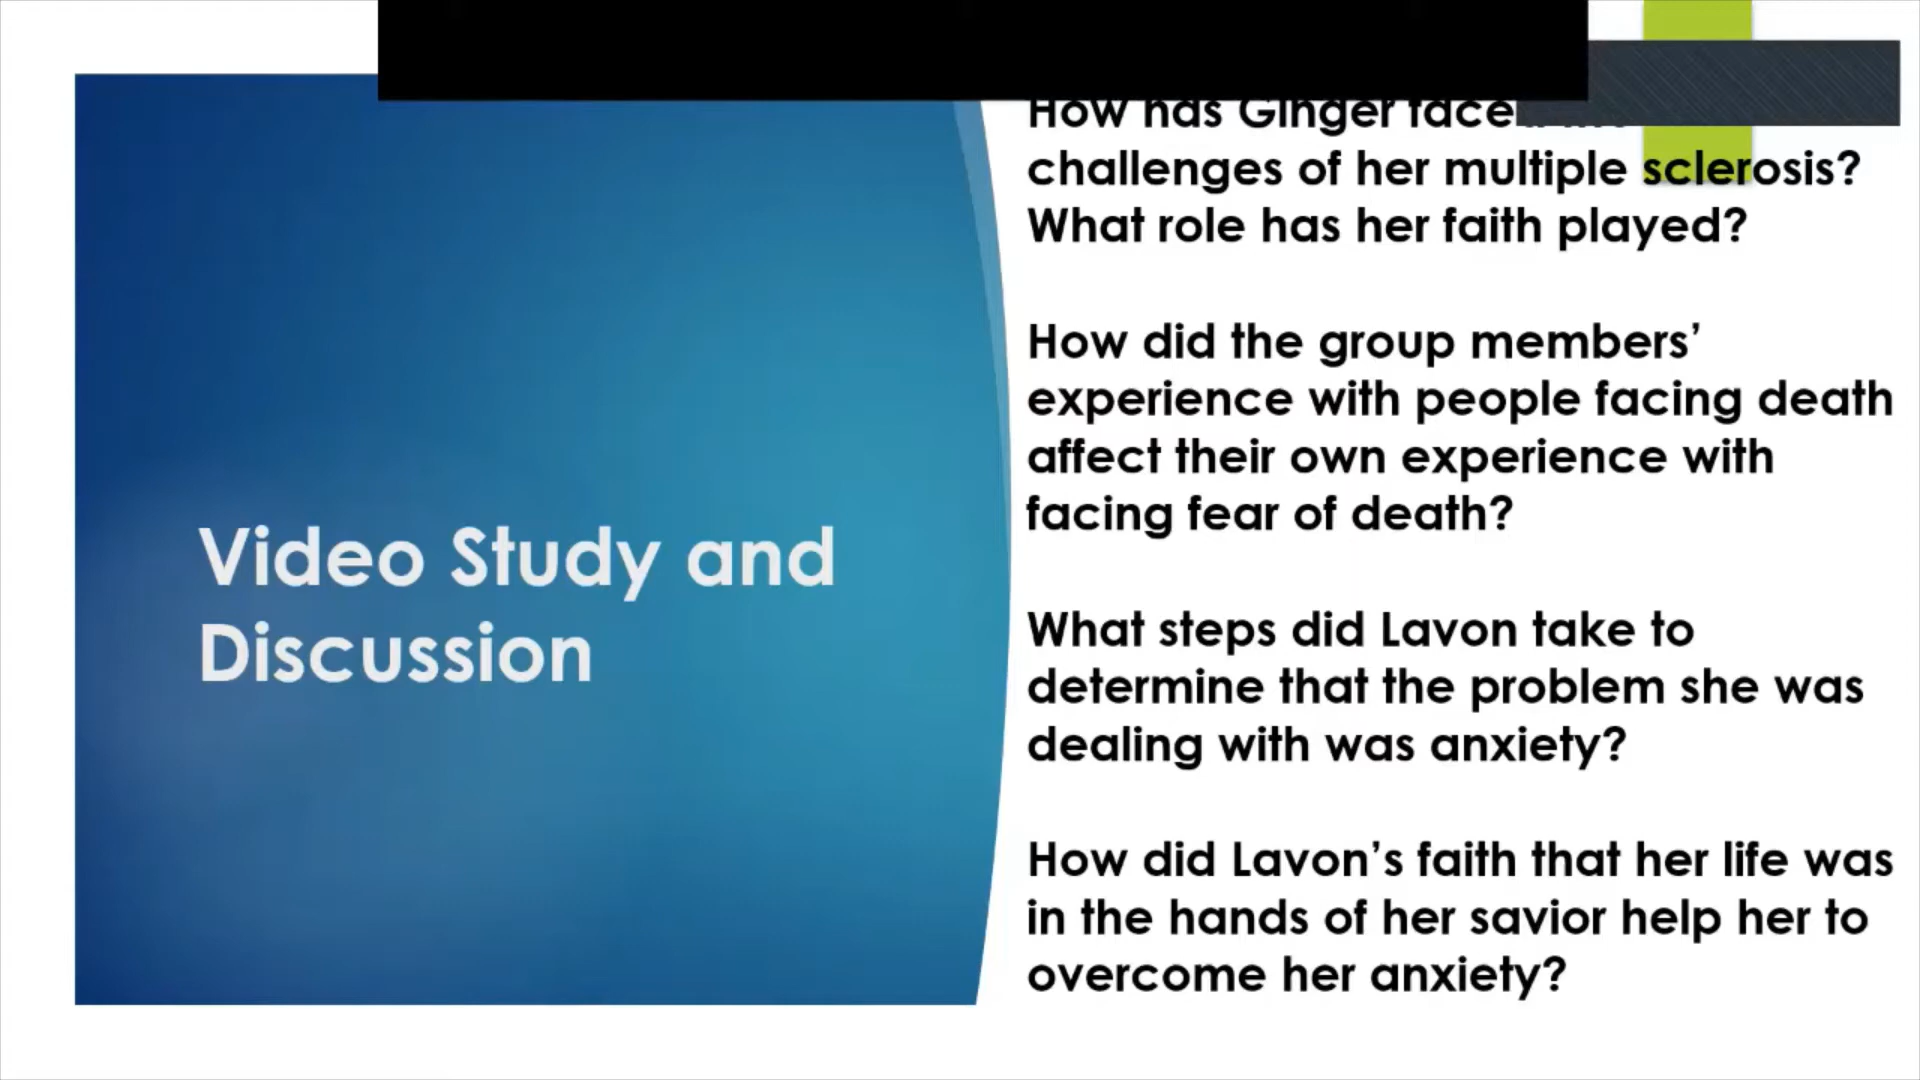 Video Study and
Discussion
How has Ginger faced
challenges of her multiple sclerosis?
What role has her faith played?
How did the group members’
experience with people facing death
affect their own experience with
facing fear of death?
What steps did Lavon take to
determine that the problem she was
dealing with was anxiety?
How did Lavon’s faith that her life was
in the hands of her savior help her to
overcome her anxiety?